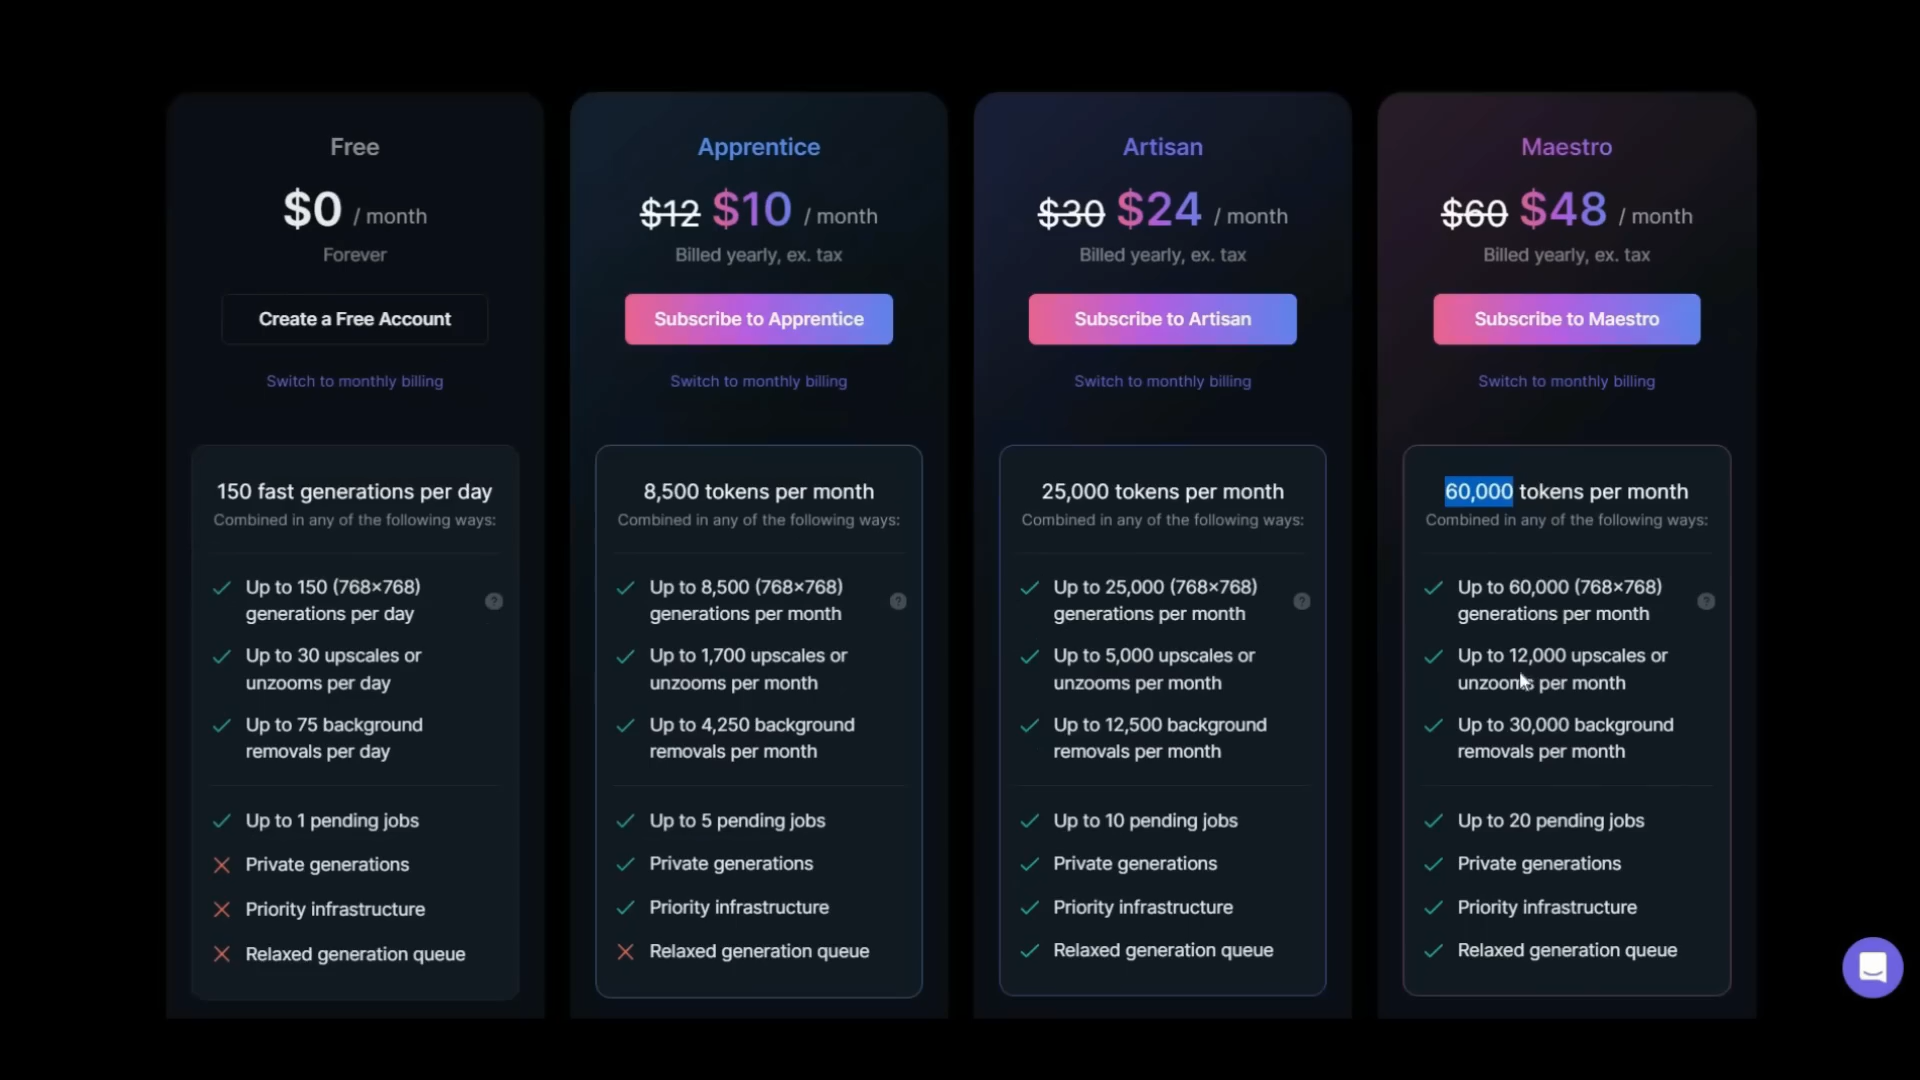 Free
$0 / month
Forever
Create a Free Account
Switch to monthly billing
150 fast generations per day
Combined in any of the following ways:
Up to 150 (768×768)
generations per day
?
Up to 30 upscales or
unzooms per day
Up to 75 background
removals per day
Up to 1 pending jobs
Private generations
Priority infrastructure
Relaxed generation queue
Apprentice
$12 $10 / month
Billed yearly, ex. tax
Subscribe to Apprentice
Switch to monthly billing
8,500 tokens per month
Combined in any of the following ways:
Up to 8,500 (768×768)
generations per month
?
Up to 1,700 upscales or
unzooms per month
Up to 4,250 background
removals per month
Up to 5 pending jobs
Private generations
Priority infrastructure
Relaxed generation queue
Artisan
$30 $24 / month
Billed yearly, ex. tax
Subscribe to Artisan
Switch to monthly billing
25,000 tokens per month
Combined in any of the following ways:
Up to 25,000 (768×768)
generations per month
?
Up to 5,000 upscales or
unzooms per month
Up to 12,500 background
removals per month
Up to 10 pending jobs
Private generations
Priority infrastructure
Relaxed generation queue
Maestro
$60 $48 / month
Billed yearly, ex. tax
Subscribe to Maestro
Switch to monthly billing
60,000 tokens per month
Combined in any of the following ways:
Up to 60,000 (768×768)
generations per month
?
Up to 12,000 upscales or
unzooms per month
Up to 30,000 background
removals per month
Up to 20 pending jobs
Private generations
Priority infrastructure
Relaxed generation queue